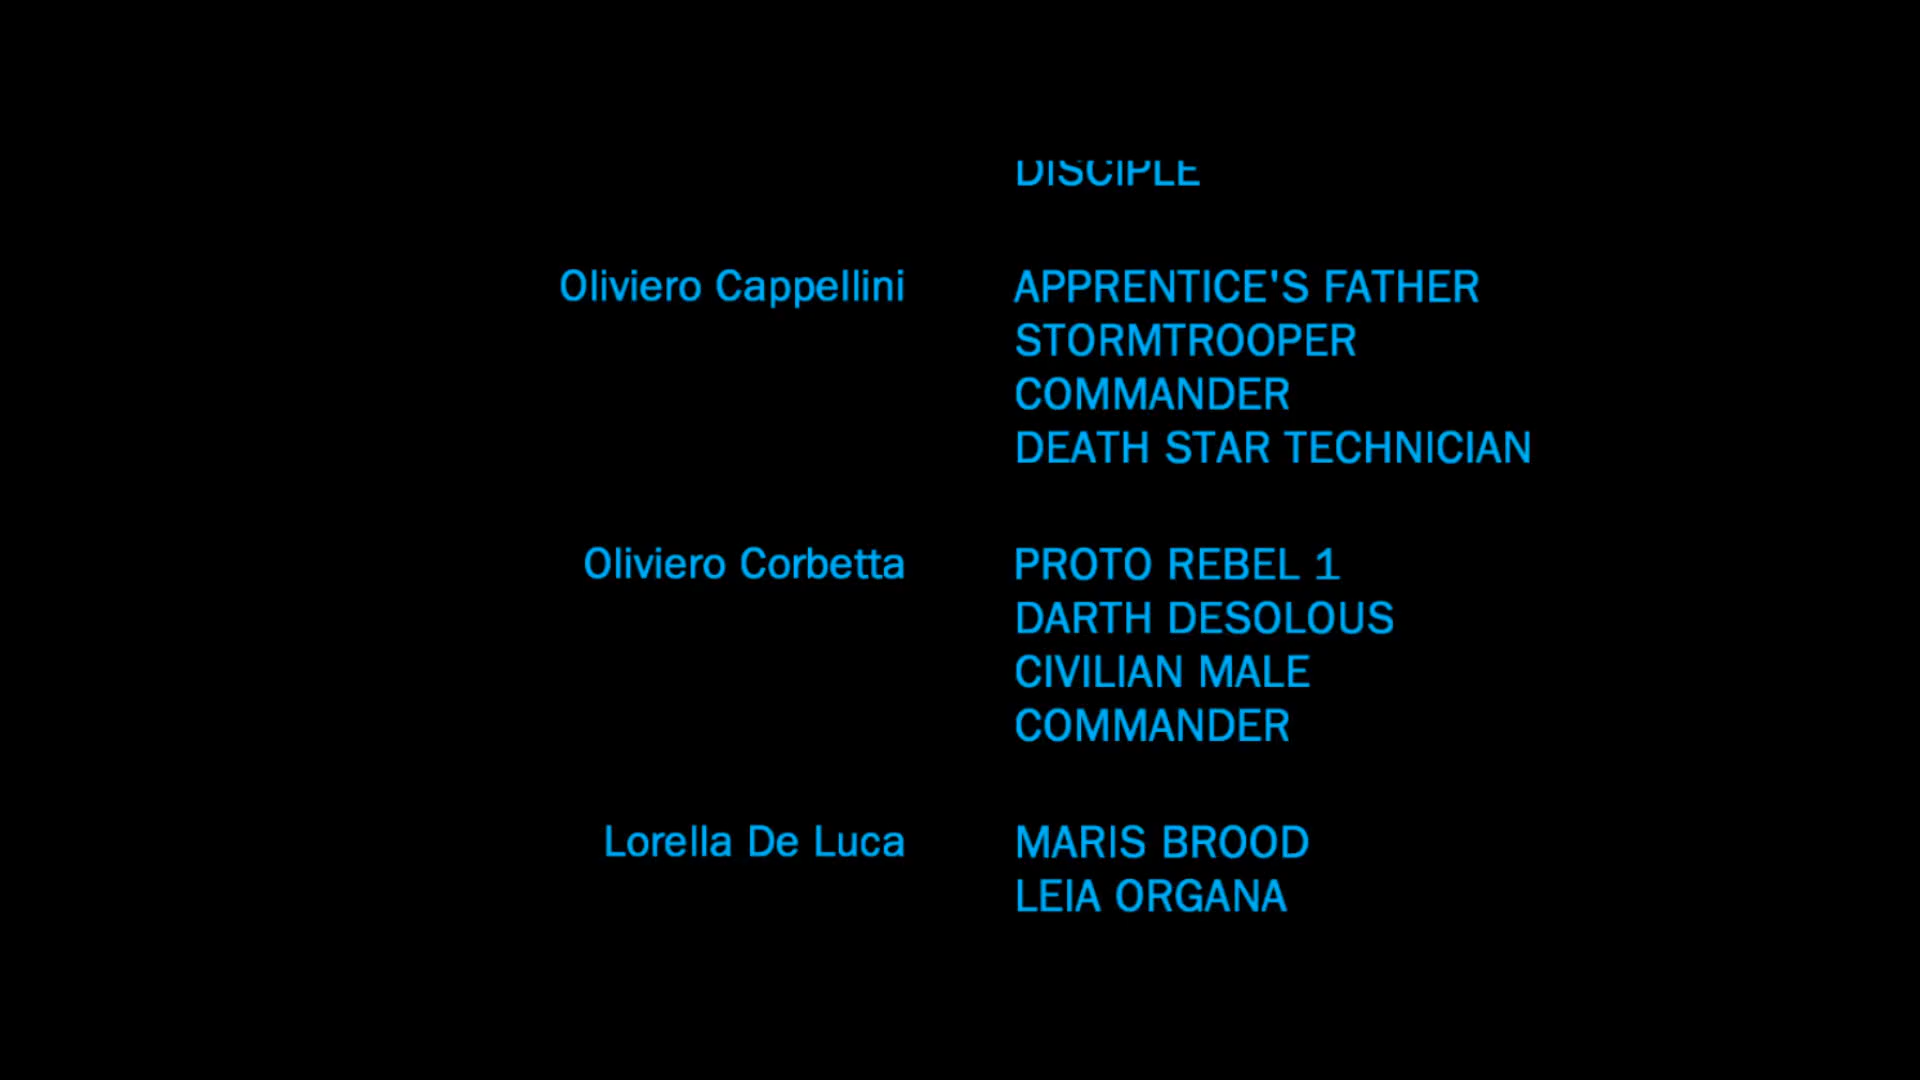 DISCIPLE
Oliviero Cappellini APPRENTICE'S FATHER
STORMTROOPER
COMMANDER
DEATH STAR TECHNICIAN
Oliviero Corbetta PROTO REBEL 1
DARTH DESOLOUS
CIVILIAN MALE
COMMANDER
Lorella De Luca MARIS BROOD
LEIA ORGANA